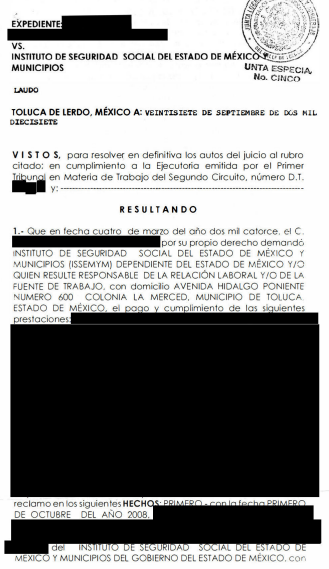 EXPEDIENTE:
VS.
INSTITUTO DE SEGURIDAD SOCIAL DEL ESTADO DE MÉXICO Y
MUNICIPIOS
UNTA ESPECIA
No. CINCO
LAUDO
TOLUCA DE LERDO, MÉXICO A: VEINTISIETE DE SEPTIEMBRE DE DOS MIL
DIECISIETE
V I S T O S, para resolver en definitiva los autos del juicio al rubro
citado; en cumplimiento a la Ejecutoria emitida por el Primer
Tribunal en Materia de Trabajo del Segundo Circuito, número D.T.
y:
R E S U L T A N D O
1.- Que en fecha cuatro de marzo del año dos mil catorce, el C.
por su propio derecho demandó
INSTITUTO DE SEGURIDAD SOCIAL DEL ESTADO DE MÉXICO Y
MUNICIPIOS (ISSEMYM) DEPENDIENTE DEL ESTADO DE MÉXICO Y/O
QUIEN RESULTE RESPONSABLE DE LA RELACIÓN LABORAL Y/O DE LA
FUENTE DE TRABAJO, con domicilio AVENIDA HIDALGO PONIENTE
NUMERO 600 COLONIA LA MERCED, MUNICIPIO DE TOLUCA
ESTADO DE MÉXICO, el pago y cumplimiento de las siguientes
prestaciones:
reclamo en los siguientes HECHOS: PRIMERO.- con la fecha PRIMERO
DE OCTUBRE DEL AÑO 2008,
del INSTITUTO DE SEGURIDAD SOCIAL DEL ESTADO DE
MÉXICO Y MUNICIPIOS DEL GOBIERNO DEL ESTADO DE MÉXICO, con